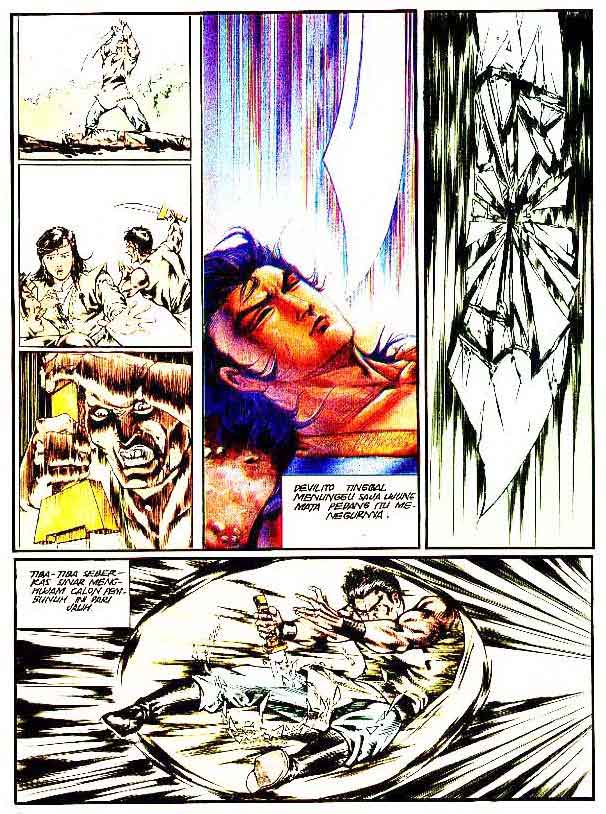 DEVILITO TINGGAL
MENUNGGU SAJA UJUNG
MATA PEDANG ITU ME-
NEGURNYA.
TIBA-TIBA SEBER-
KAS SINAR MENG-
HUJAM CALON PEM-
BUNUH INI DARI
JAUH.